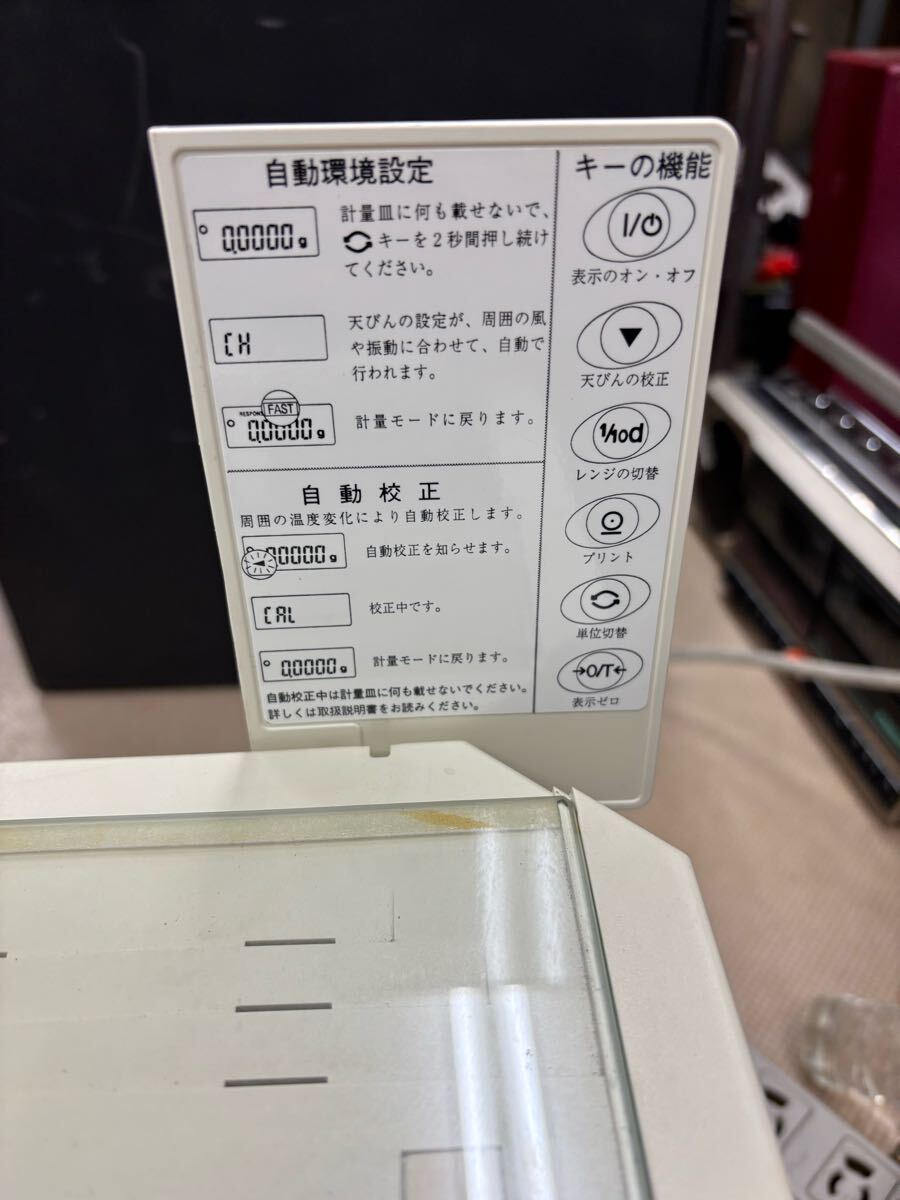 自動環境設定
0.0000g
計量皿に何も載せないで、
キーを2秒間押し続け
てください。
CH
天びんの設定が、周囲の風
や振動に合わせて、自動で
行われます。
FAST
0.0000g
計量モードに戻ります。
自動校正
周囲の温度変化により自動校正します。
0.0000g
自動校正を知らせます。
CAL
校正中です。
0.0000g
計量モードに戻ります。
自動校正中は計量皿に何も載せないでください。
詳しくは取扱説明書をお読みください。
キーの機能
I/⏻
表示のオン・オフ
▼
天びんの校正
1/10d
レンジの切替
プリント
単位切替
→O/T←
表示ゼロ